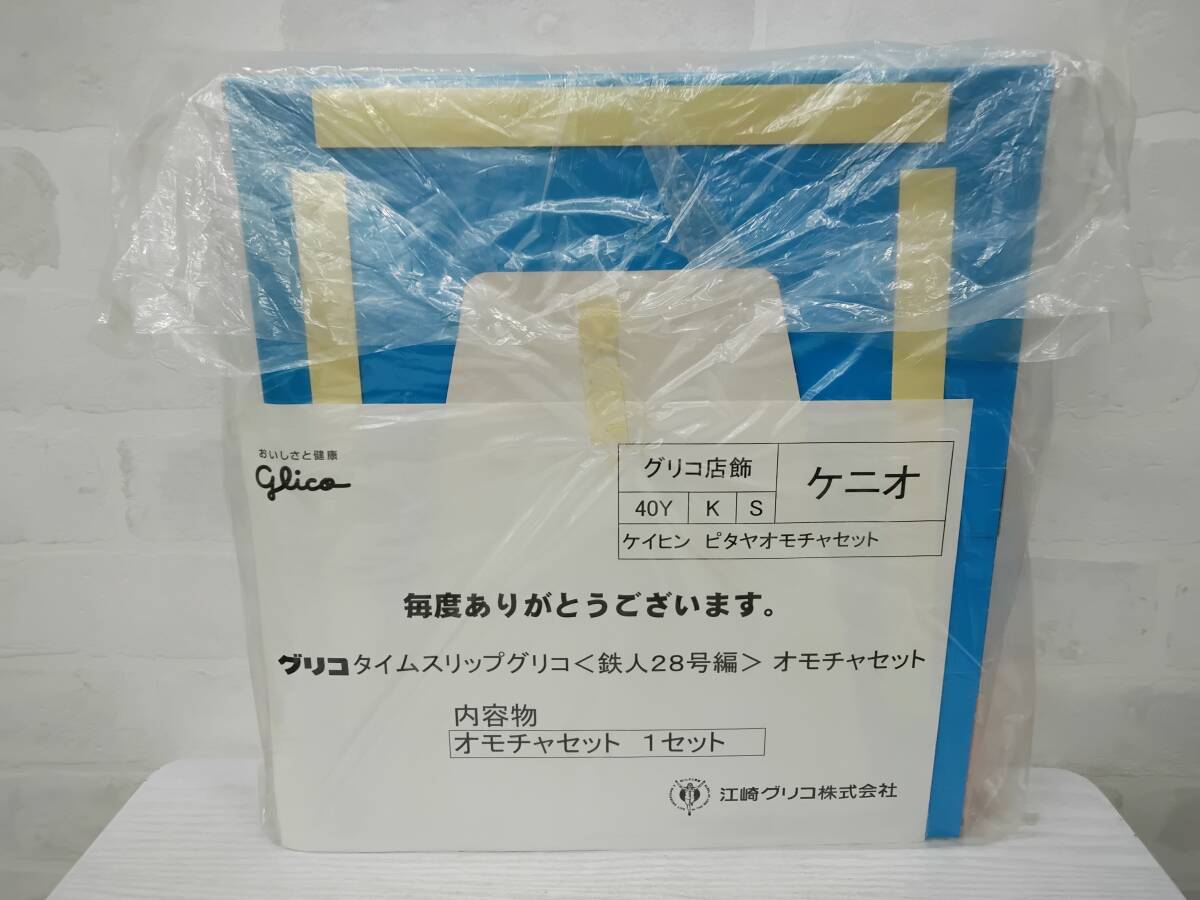 おいしさと健康
glico
グリコ店飾
ケニオ
40Y K S
ケイヒン ピタヤオモチャセット
毎度ありがとうございます。
グリコタイムスリップグリコ＜鉄人28号編＞ オモチャセット
内容物
オモチャセット 1セット
江崎グリコ株式会社